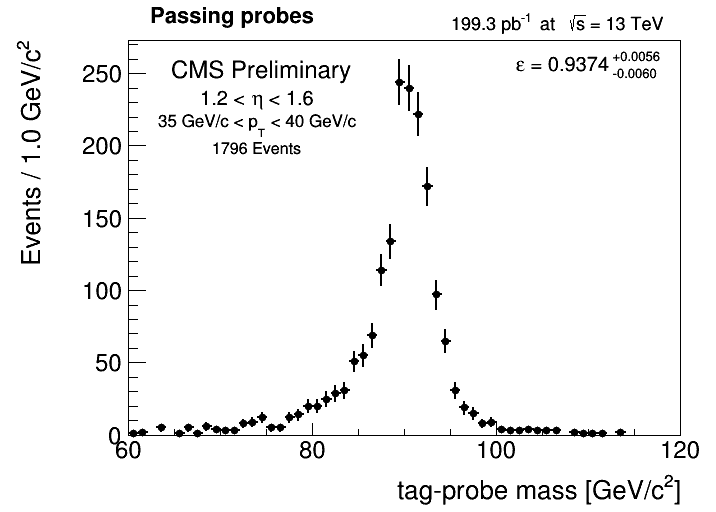 Passing probes
199.3 pb⁻¹ at √s = 13 TeV
CMS Preliminary
1.2 < η < 1.6
35 GeV/c < p_T < 40 GeV/c
1796 Events
ε = 0.9374 +0.0056 -0.0060
Events / 1.0 GeV/c²
250
200
150
100
50
0
60 80 100 120
tag-probe mass [GeV/c²]